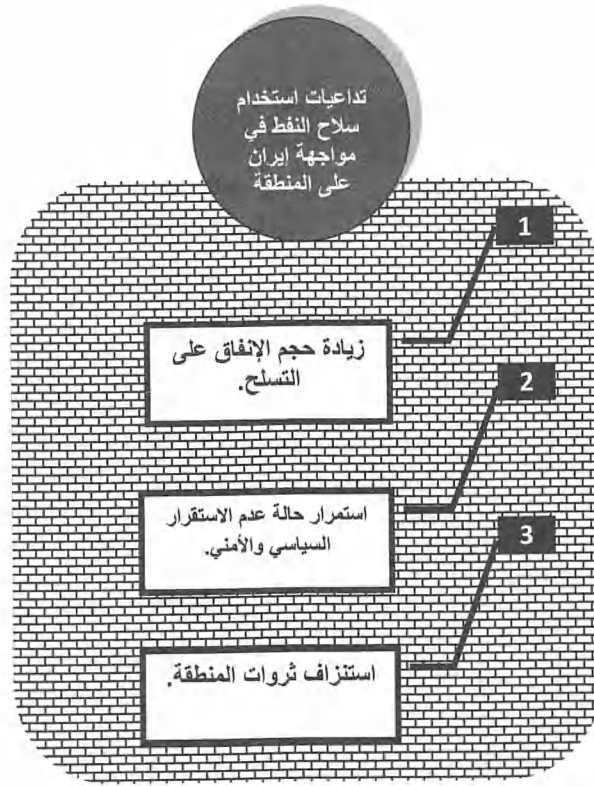 تداعيات استخدام
سلاح النفط في
مواجهة إيران
على المنطقة
1
زيادة حجم الإنفاق على
التسلح.
2
استمرار حالة عدم الاستقرار
السياسي والأمني.
3
استنزاف ثروات المنطقة.